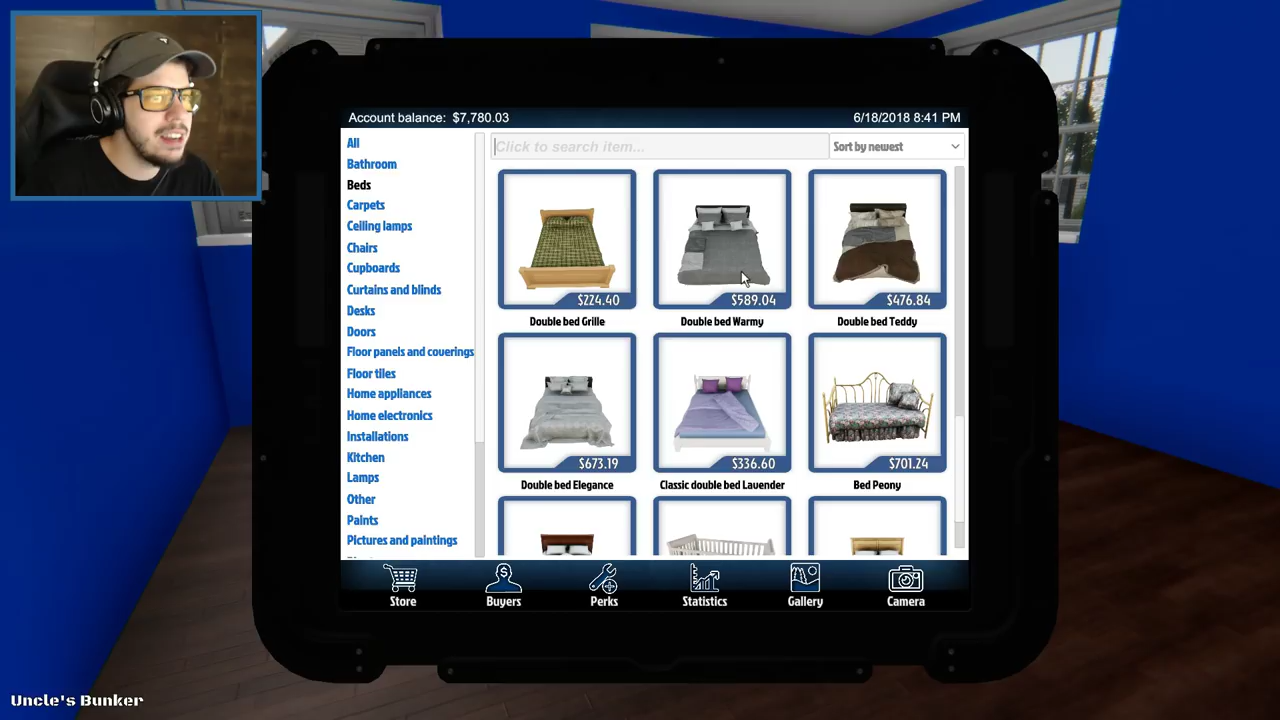 Account balance: $7,780.03
6/18/2018 8:41 PM
All
Bathroom
Beds
Carpets
Ceiling lamps
Chairs
Cupboards
Curtains and blinds
Desks
Doors
Floor panels and coverings
Floor tiles
Home appliances
Home electronics
Installations
Kitchen
Lamps
Other
Paints
Pictures and paintings
Click to search item...
Sort by newest
$224.40
$589.04
$476.84
Double bed Grille
Double bed Warmy
Double bed Teddy
$673.19
$336.60
$701.24
Double bed Elegance
Classic double bed Lavender
Bed Peony
Store
Buyers
Perks
Statistics
Gallery
Camera
Uncle's Bunker